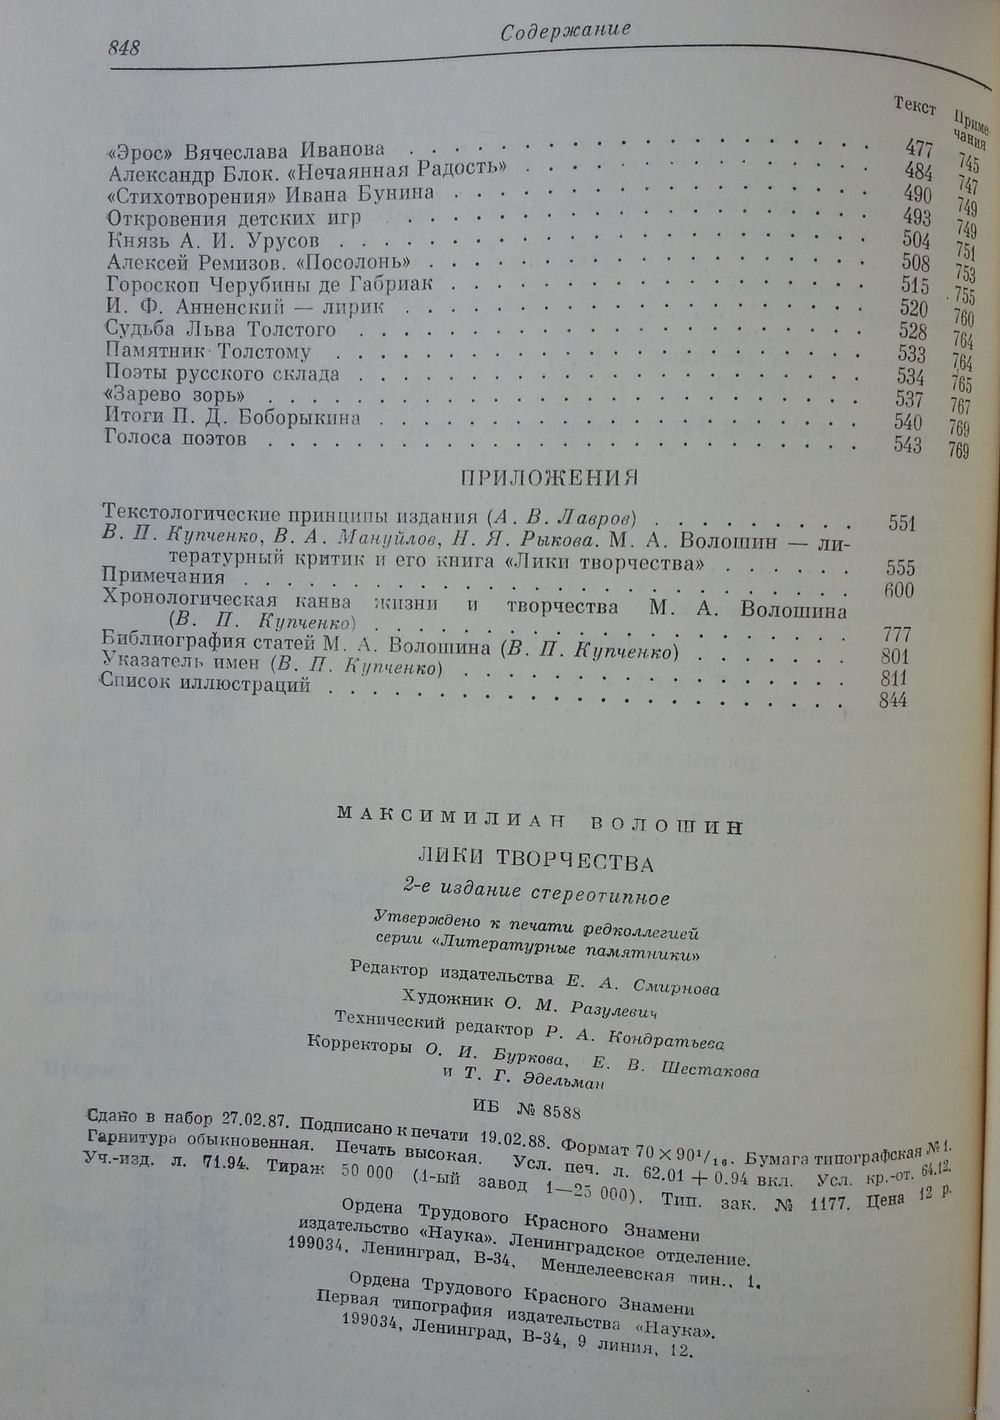 848
Содержание
Текст
Приме-
чания
«Эрос» Вячеслава Иванова . . . 477 745
Александр Блок. «Нечаянная Радость» . . . 484 747
«Стихотворения» Ивана Бунина . . . 490 749
Откровения детских игр . . . 493 749
Князь А. И. Урусов . . . 504 751
Алексей Ремизов. «Посолонь» . . . 508 753
Гороскоп Черубины де Габриак . . . 515 755
И. Ф. Анненский — лирик . . . 520 760
Судьба Льва Толстого . . . 528 764
Памятник Толстому . . . 533 764
Поэты русского склада . . . 534 765
«Зарево зорь» . . . 537 767
Итоги П. Д. Боборыкина . . . 540 769
Голоса поэтов . . . 543 769
ПРИЛОЖЕНИЯ
Текстологические принципы издания (А. В. Лавров) . . . 551
В. П. Купченко, В. А. Мануйлов, Н. Я. Рыкова. М. А. Волошин — ли-
тературный критик и его книга «Лики творчества» . . . 555
Примечания . . . 600
Хронологическая канва жизни и творчества М. А. Волошина
(В. П. Купченко) . . . 777
Библиография статей М. А. Волошина (В. П. Купченко) . . . 801
Указатель имен (В. П. Купченко) . . . 811
Список иллюстраций . . . 844
МАКСИМИЛИАН ВОЛОШИН
ЛИКИ ТВОРЧЕСТВА
2-е издание стереотипное
Утверждено к печати редколлегией
серии «Литературные памятники»
Редактор издательства Е. А. Смирнова
Художник О. М. Разулевич
Технический редактор Р. А. Кондратьева
Корректоры О. И. Буркова, Е. В. Шестакова
и Т. Г. Эдельман
ИБ № 8588
Сдано в набор 27.02.87. Подписано к печати 19.02.88. Формат 70×90¹/₁₆. Бумага типографская № 1.
Гарнитура обыкновенная. Печать высокая. Усл. печ. л. 62.01 + 0.94 вкл. Усл. кр.-от. 64.12.
Уч.-изд. л. 71.94. Тираж 50 000 (1-ый завод 1—25 000). Тип. зак. № 1177. Цена 12 р.
Ордена Трудового Красного Знамени
издательство «Наука». Ленинградское отделение.
199034, Ленинград, В-34, Менделеевская лин., 1.
Ордена Трудового Красного Знамени
Первая типография издательства «Наука».
199034, Ленинград, В-34, 9 линия, 12.